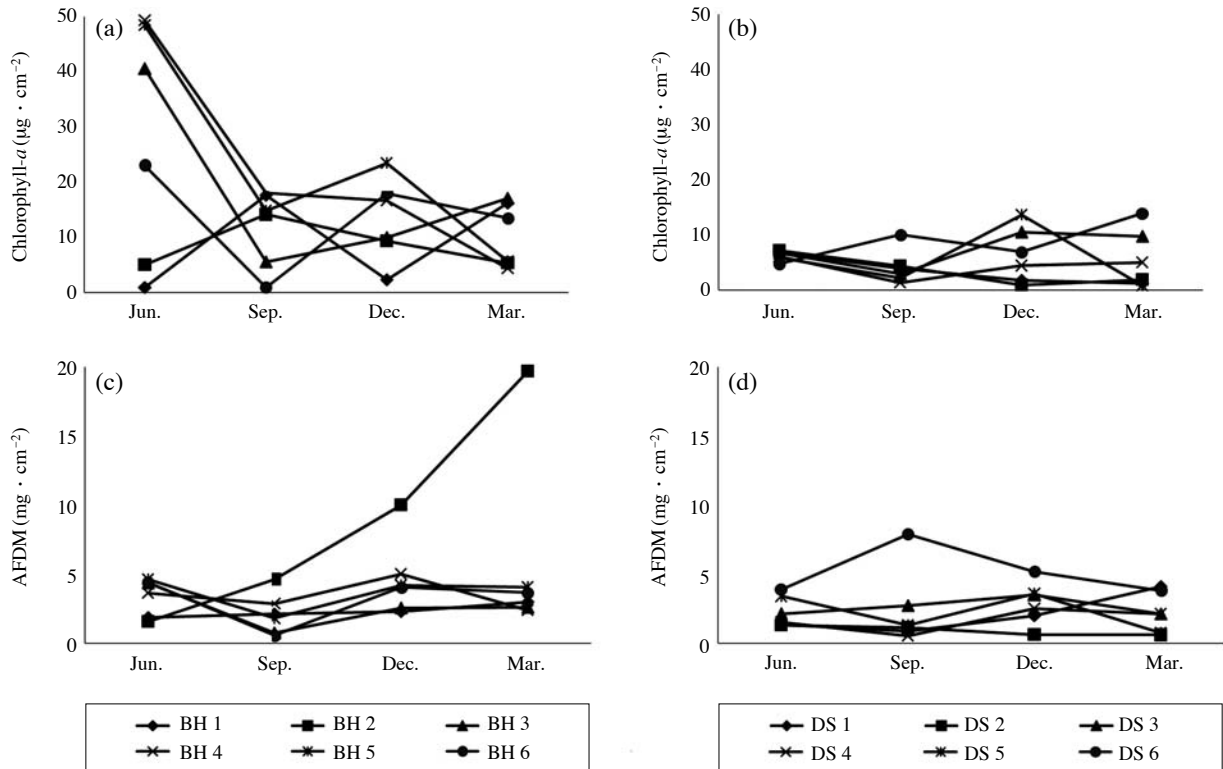 (a)
Chlorophyll-a (µg · cm⁻²)
50
40
30
20
10
0
Jun. Sep. Dec. Mar.
(b)
Chlorophyll-a (µg · cm⁻²)
50
40
30
20
10
0
Jun. Sep. Dec. Mar.
(c)
AFDM (mg · cm⁻²)
20
15
10
5
0
Jun. Sep. Dec. Mar.
(d)
AFDM (mg · cm⁻²)
20
15
10
5
0
Jun. Sep. Dec. Mar.
BH 1 BH 2 BH 3
BH 4 BH 5 BH 6
DS 1 DS 2 DS 3
DS 4 DS 5 DS 6